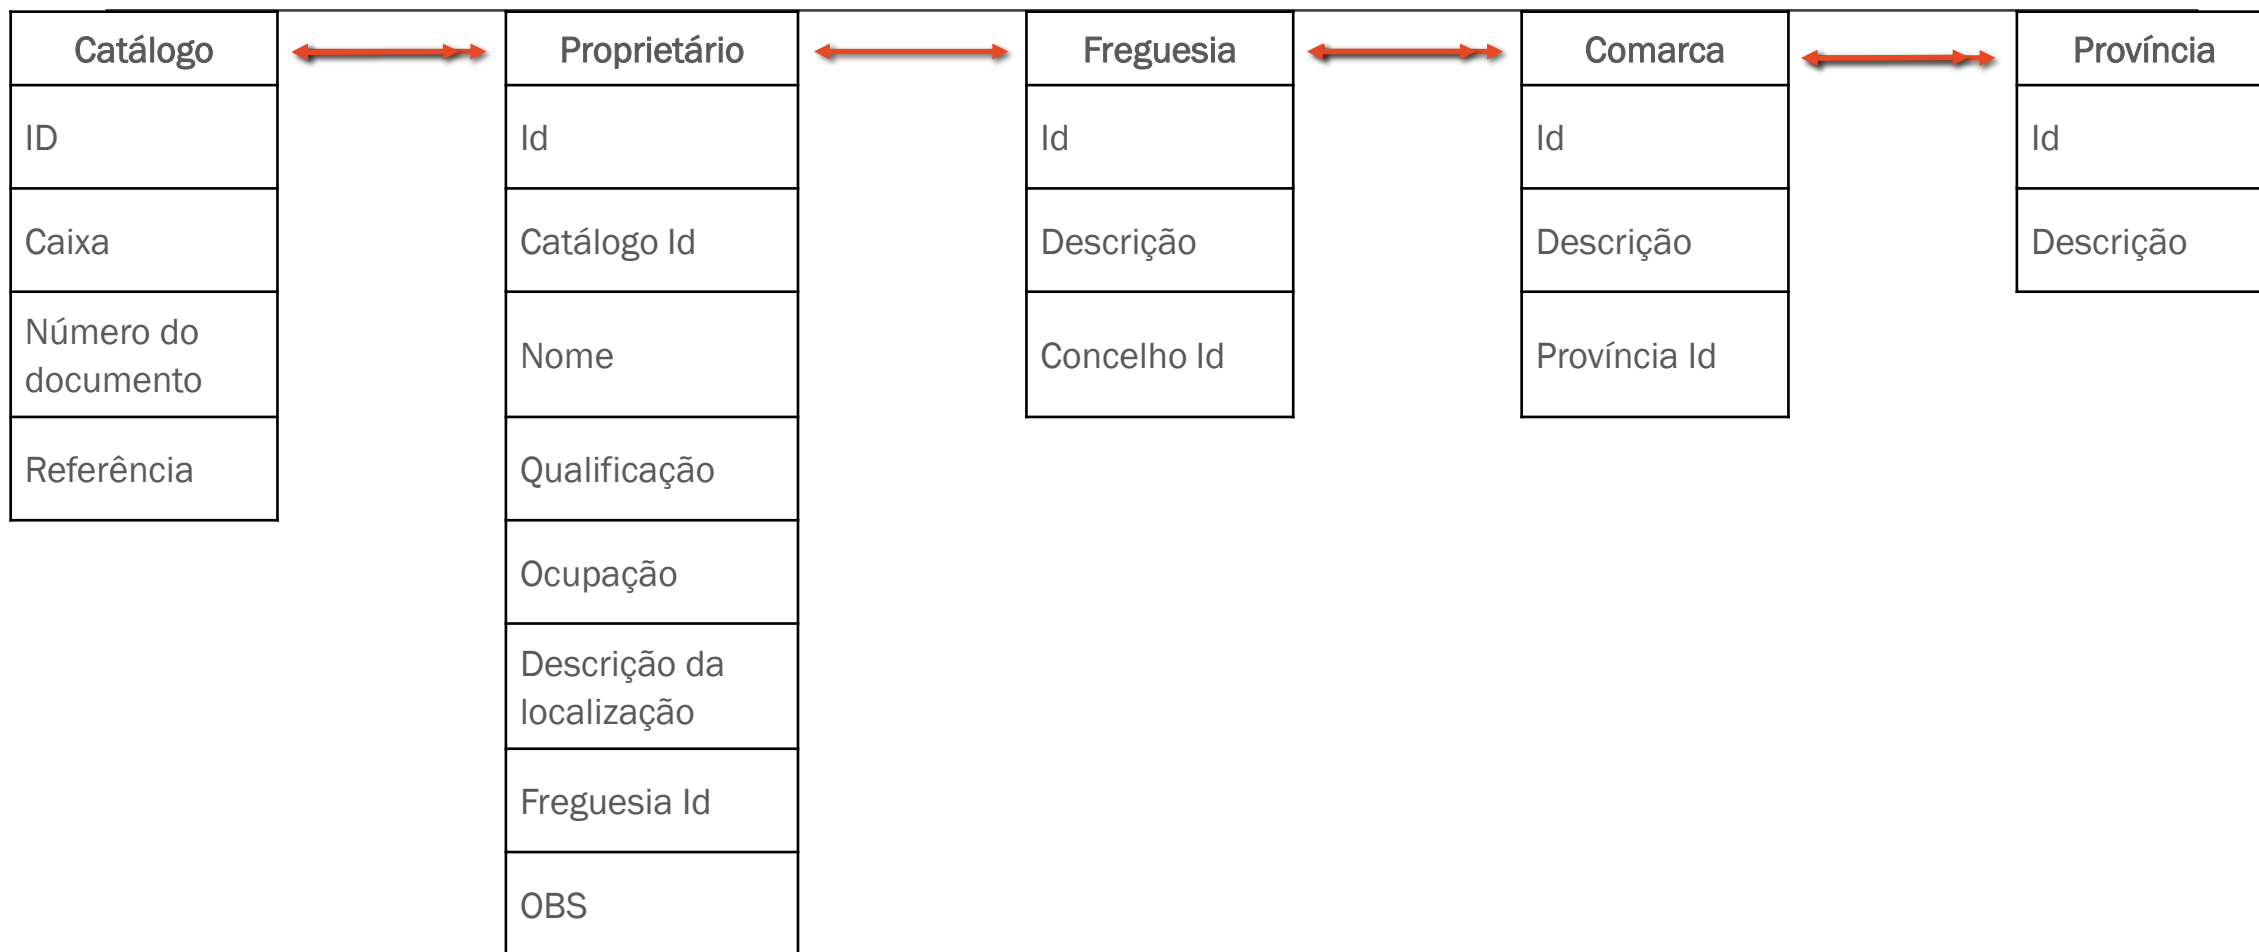 Catálogo
Proprietário
Freguesia
Comarca
Província
ID
Id
Id
Id
Id
Caixa
Catálogo Id
Descrição
Descrição
Descrição
Número do
documento
Nome
Concelho Id
Província Id
Referência
Qualificação
Ocupação
Descrição da
localização
Freguesia Id
OBS